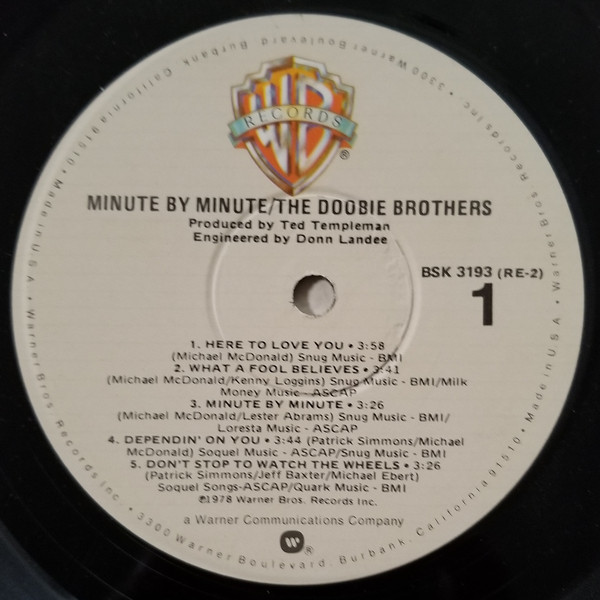 WB
RECORDS
®
MINUTE BY MINUTE/THE DOOBIE BROTHERS
Produced by Ted Templeman
Engineered by Donn Landee
BSK 3193 (RE-2)
1
1. HERE TO LOVE YOU • 3:58
(Michael McDonald) Snug Music - BMI
2. WHAT A FOOL BELIEVES • 3:41
(Michael McDonald/Kenny Loggins) Snug Music - BMI/Milk
Money Music - ASCAP
3. MINUTE BY MINUTE • 3:26
(Michael McDonald/Lester Abrams) Snug Music - BMI/
Loresta Music - ASCAP
4. DEPENDIN' ON YOU • 3:44 (Patrick Simmons/Michael
McDonald) Soquel Music - ASCAP/Snug Music - BMI
5. DON'T STOP TO WATCH THE WHEELS • 3:26
(Patrick Simmons/Jeff Baxter/Michael Ebert)
Soquel Songs-ASCAP/Quark Music - BMI
℗1978 Warner Bros. Records Inc.
a Warner Communications Company
W®
Made in USA • Warner Bros. Records Inc. • 3300 Warner Boulevard, Burbank, California 91510 • Made in USA • Warner Bros. Records Inc. • 3300 Warner Boulevard, Burbank, California 91510 •